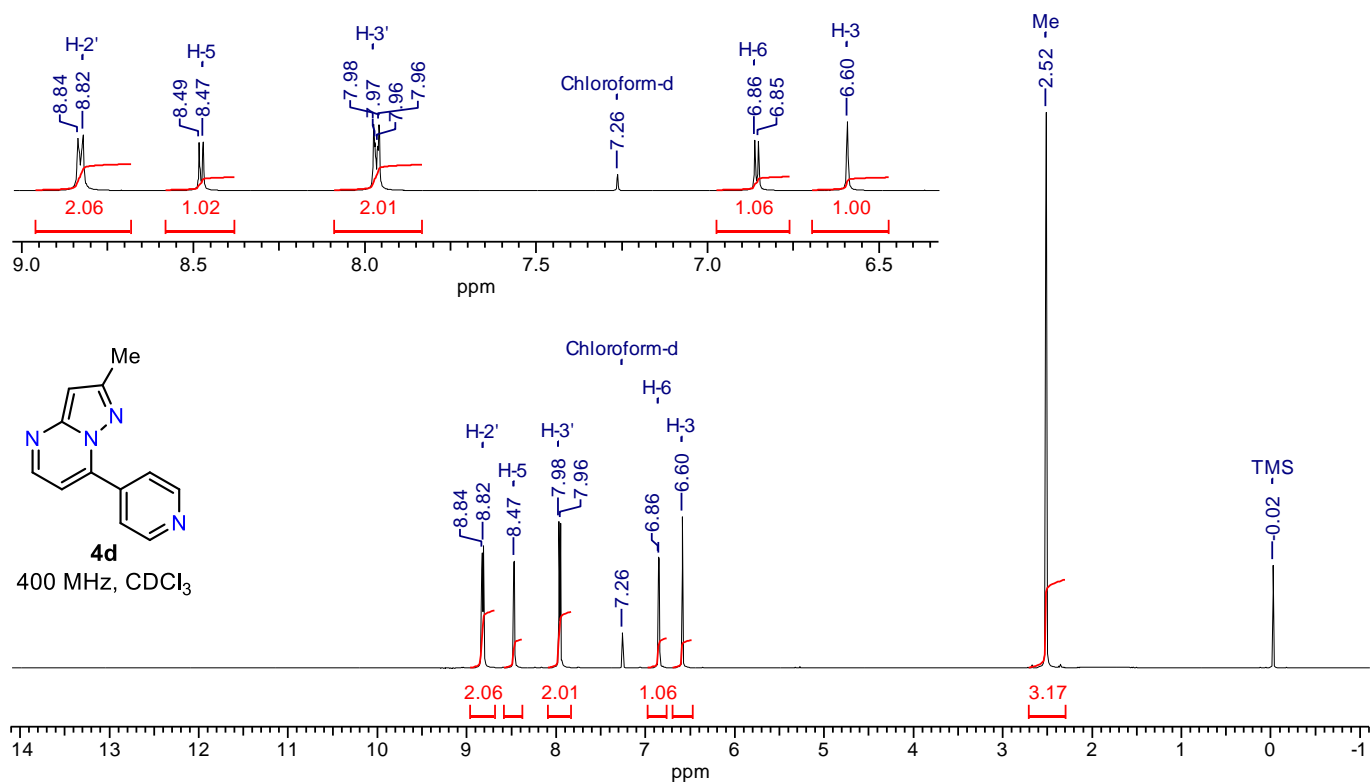 H-2'
8.84
8.82
H-5
8.49
8.47
H-3'
7.98
7.97
7.96
7.96
Chloroform-d
7.26
H-6
6.86
6.85
H-3
6.60
Me
2.52
2.06
1.02
2.01
1.06
1.00
9.0 8.5 8.0 7.5 7.0 6.5
ppm
Me
N
N
N
N
4d
400 MHz, CDCl₃
H-2'
8.84
8.82
H-5
8.47
H-3'
7.98
7.96
Chloroform-d
7.26
H-6
6.86
H-3
6.60
TMS
-0.02
2.06
2.01
1.06
3.17
14 13 12 11 10 9 8 7 6 5 4 3 2 1 0 -1
ppm